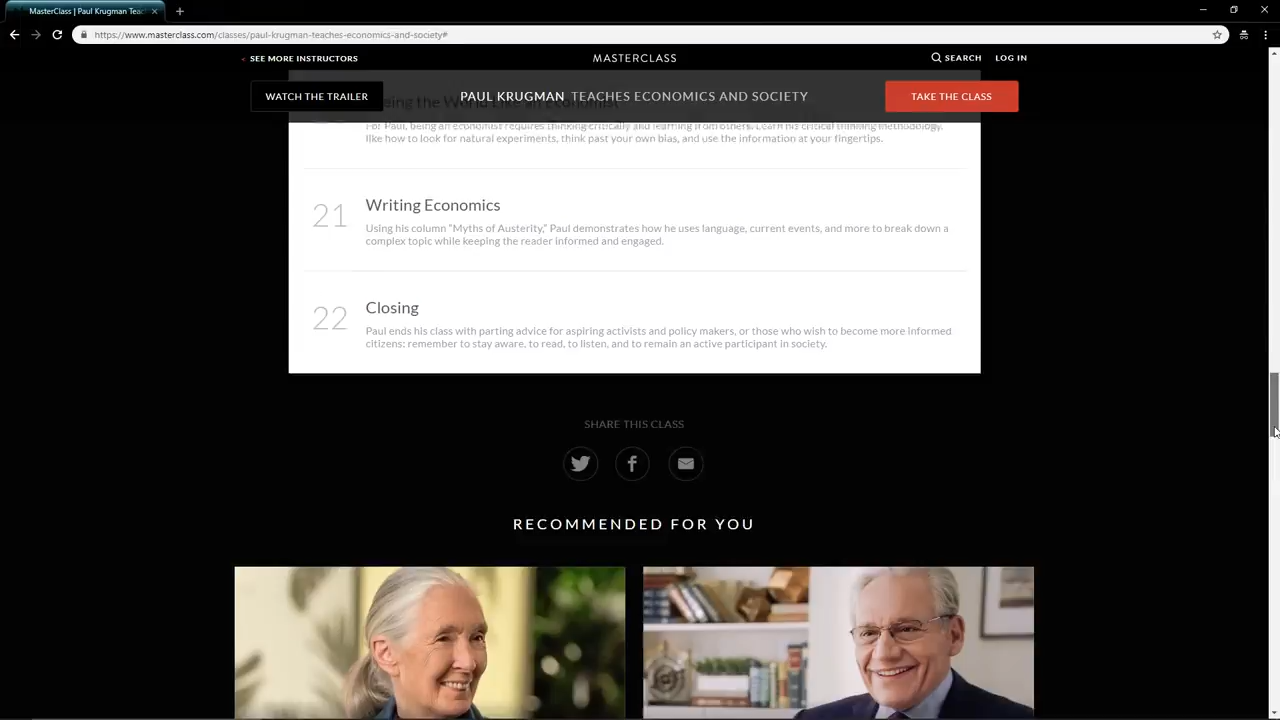 MasterClass | Paul Krugman Teac
https://www.masterclass.com/classes/paul-krugman-teaches-economics-and-society#
SEE MORE INSTRUCTORS
MASTERCLASS
SEARCH
LOG IN
WATCH THE TRAILER
PAUL KRUGMAN TEACHES ECONOMICS AND SOCIETY
TAKE THE CLASS
For Paul, being an economist requires thinking critically and learning from others. Learn his critical thinking methodology,
like how to look for natural experiments, think past your own bias, and use the information at your fingertips.
21
Writing Economics
Using his column "Myths of Austerity," Paul demonstrates how he uses language, current events, and more to break down a
complex topic while keeping the reader informed and engaged.
22
Closing
Paul ends his class with parting advice for aspiring activists and policy makers, or those who wish to become more informed
citizens: remember to stay aware, to read, to listen, and to remain an active participant in society.
SHARE THIS CLASS
RECOMMENDED FOR YOU